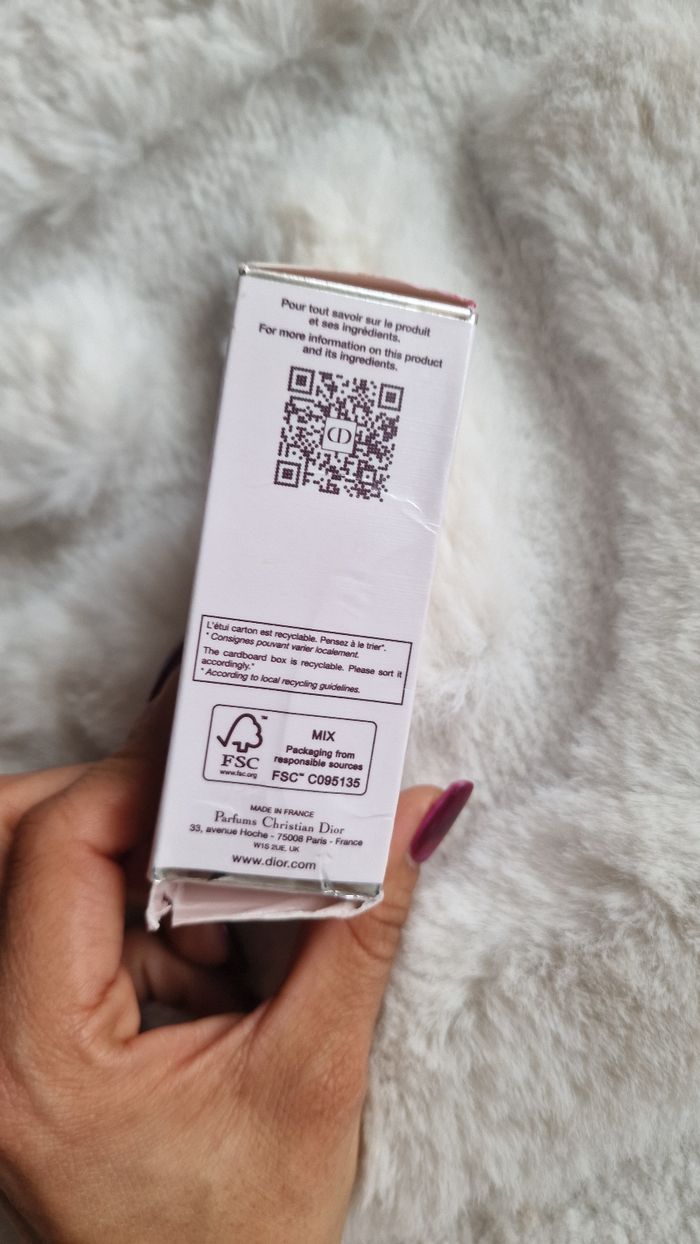 Pour tout savoir sur le produit
et ses ingrédients.
For more information on this product
and its ingredients.
CD
L'étui carton est recyclable. Pensez à le trier*.
* Consignes pouvant varier localement.
The cardboard box is recyclable. Please sort it
accordingly.*
* According to local recycling guidelines.
FSC™
www.fsc.org
MIX
Packaging from
responsible sources
FSC™ C095135
MADE IN FRANCE
Parfums Christian Dior
33, avenue Hoche - 75008 Paris - France
W1S 2UE, UK
www.dior.com